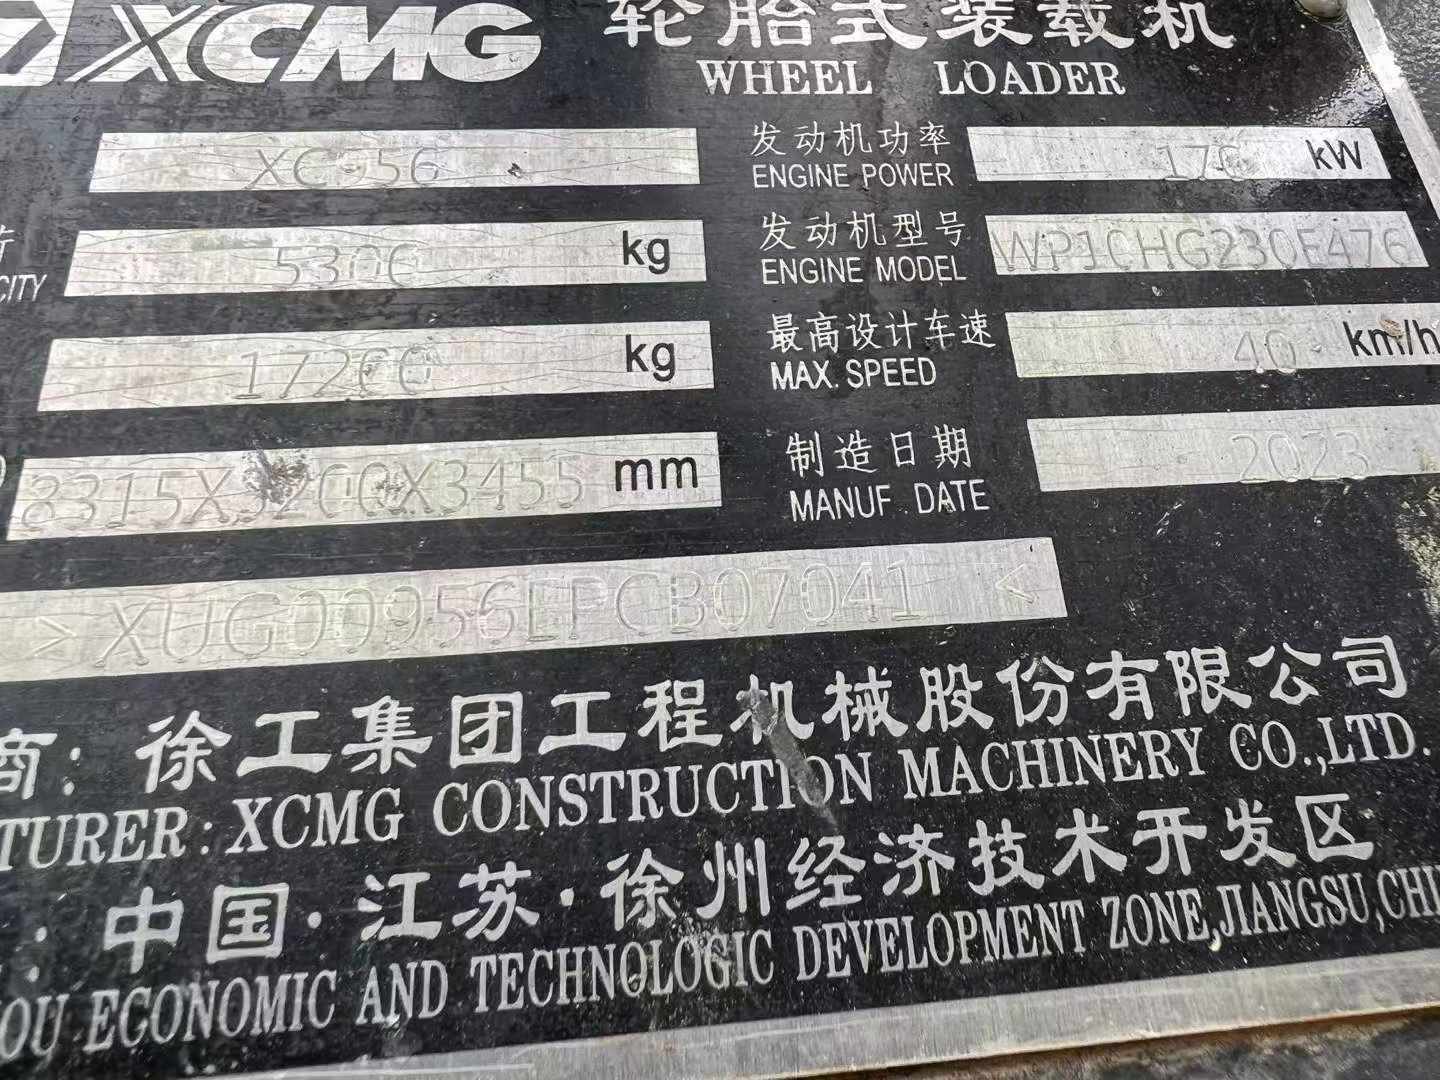 XCMG 轮胎式装载机
WHEEL LOADER
发动机功率
ENGINE POWER kW
kg
CITY
发动机型号
ENGINE MODEL
kg
最高设计车速
MAX. SPEED 40 km/h
mm
制造日期
MANUF. DATE 2023
>XUG00956EPCB07041<
商：徐工集团工程机械股份有限公司
TURER: XCMG CONSTRUCTION MACHINERY CO.,LTD.
：中国·江苏·徐州经济技术开发区
OU ECONOMIC AND TECHNOLOGIC DEVELOPMENT ZONE,JIANGSU,CHI